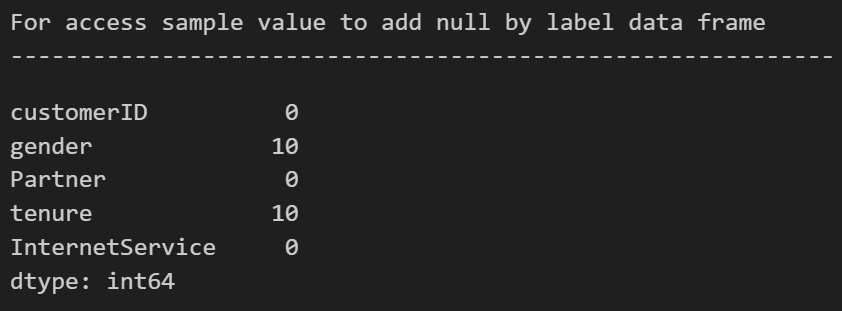 For access sample value to add null by label data frame
------------------------------------------------------------
customerID          0
gender             10
Partner             0
tenure             10
InternetService     0
dtype: int64